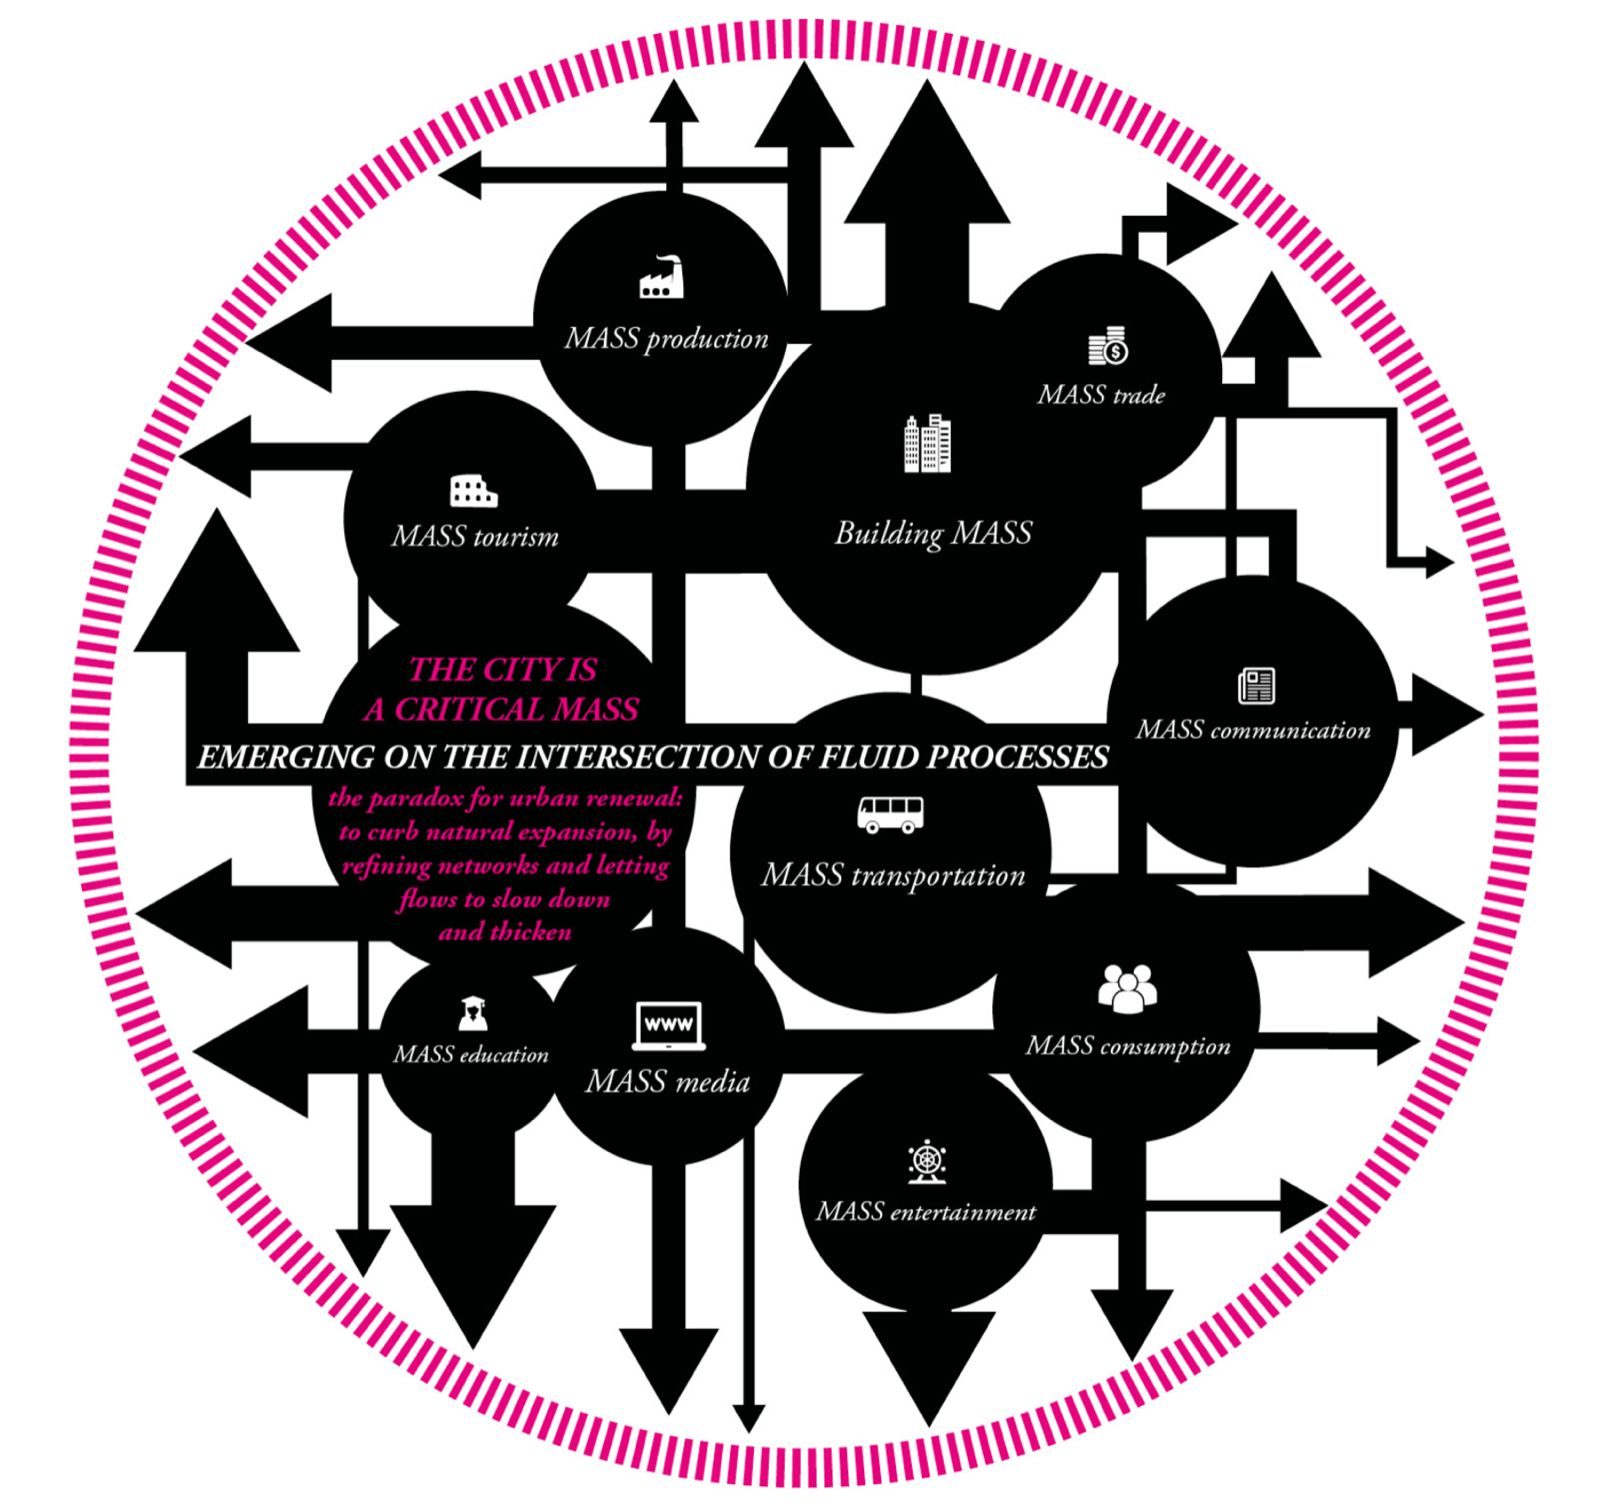 MASS production
MASS trade
MASS tourism
Building MASS
THE CITY IS
A CRITICAL MASS
EMERGING ON THE INTERSECTION OF FLUID PROCESSES
the paradox for urban renewal:
to curb natural expansion, by
refining networks and letting
flows to slow down
and thicken
MASS communication
MASS transportation
MASS education
WWW
MASS media
MASS consumption
MASS entertainment
$